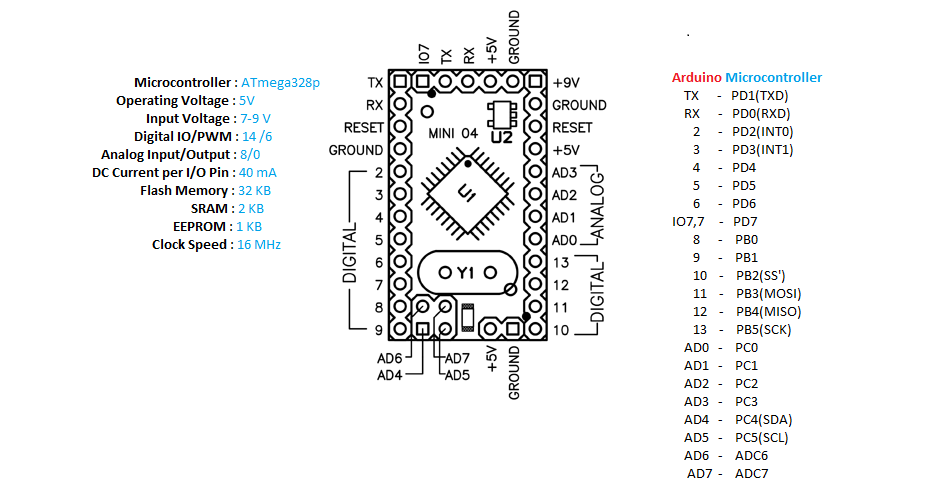 Microcontroller : ATmega328p
Operating Voltage : 5V
Input Voltage : 7-9 V
Digital IO/PWM : 14 /6
Analog Input/Output : 8/0
DC Current per I/O Pin : 40 mA
Flash Memory : 32 KB
SRAM : 2 KB
EEPROM : 1 KB
Clock Speed : 16 MHz
IO7
TX
RX
+5V
GROUND
TX
RX
RESET
GROUND
2
3
4
5
6
7
8
9
DIGITAL
MINI 04
U2
U1
Y1
+9V
GROUND
RESET
+5V
AD3
AD2
AD1
AD0
ANALOG
13
12
11
10
DIGITAL
AD6
AD4
AD7
AD5
+5V
GROUND
Arduino Microcontroller
TX - PD1(TXD)
RX - PD0(RXD)
2 - PD2(INT0)
3 - PD3(INT1)
4 - PD4
5 - PD5
6 - PD6
IO7,7 - PD7
8 - PB0
9 - PB1
10 - PB2(SS')
11 - PB3(MOSI)
12 - PB4(MISO)
13 - PB5(SCK)
AD0 - PC0
AD1 - PC1
AD2 - PC2
AD3 - PC3
AD4 - PC4(SDA)
AD5 - PC5(SCL)
AD6 - ADC6
AD7 - ADC7